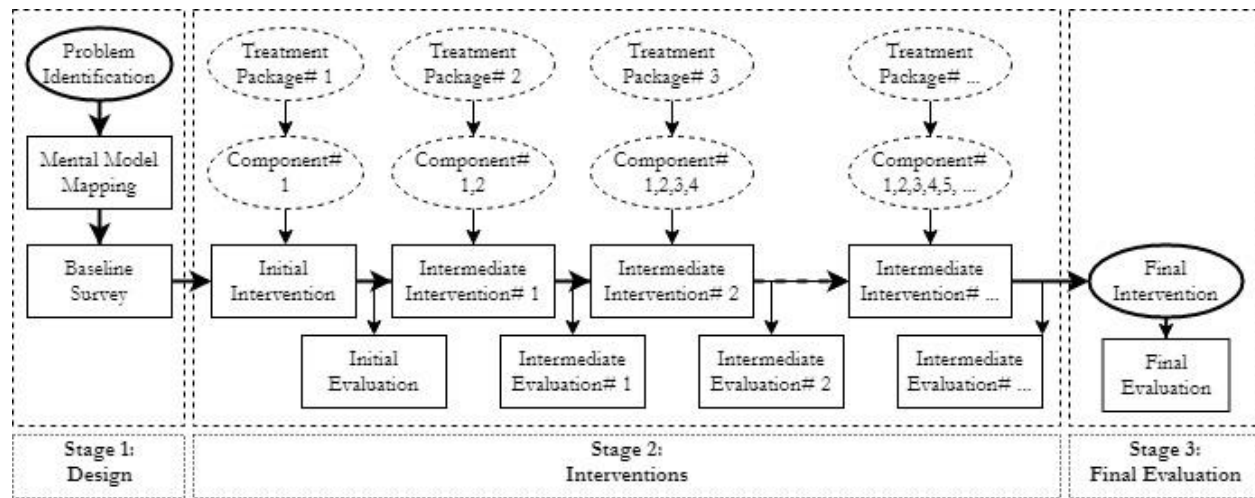 Problem
Identification
Mental Model
Mapping
Baseline
Survey
Treatment
Package# 1
Treatment
Package# 2
Treatment
Package# 3
Treatment
Package# ...
Component#
1
Component#
1,2
Component#
1,2,3,4
Component#
1,2,3,4,5, ...
Initial
Intervention
Intermediate
Intervention# 1
Intermediate
Intervention# 2
Intermediate
Intervention# ...
Initial
Evaluation
Intermediate
Evaluation# 1
Intermediate
Evaluation# 2
Intermediate
Evaluation# ...
Final
Intervention
Final
Evaluation
Stage 1:
Design
Stage 2:
Interventions
Stage 3:
Final Evaluation